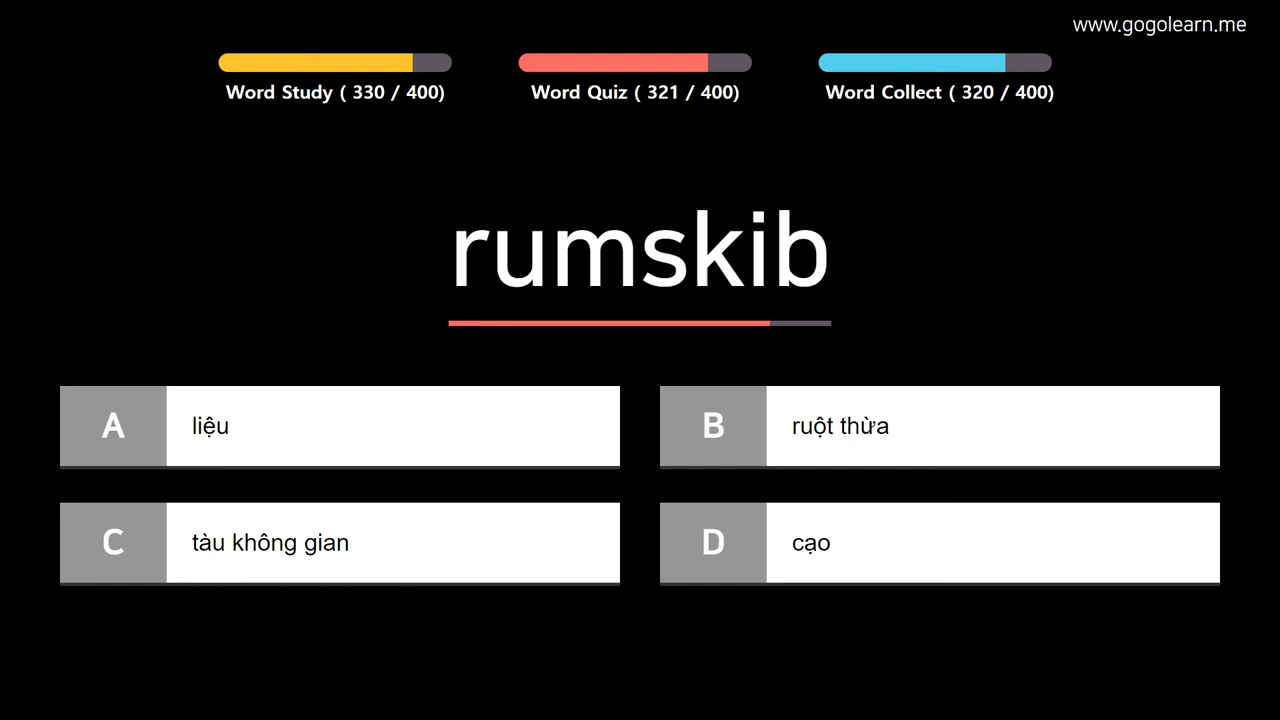 www.gogolearn.me
Word Study ( 330 / 400)
Word Quiz ( 321 / 400)
Word Collect ( 320 / 400)
rumskib
A liệu
B ruột thừa
C tàu không gian
D cạo